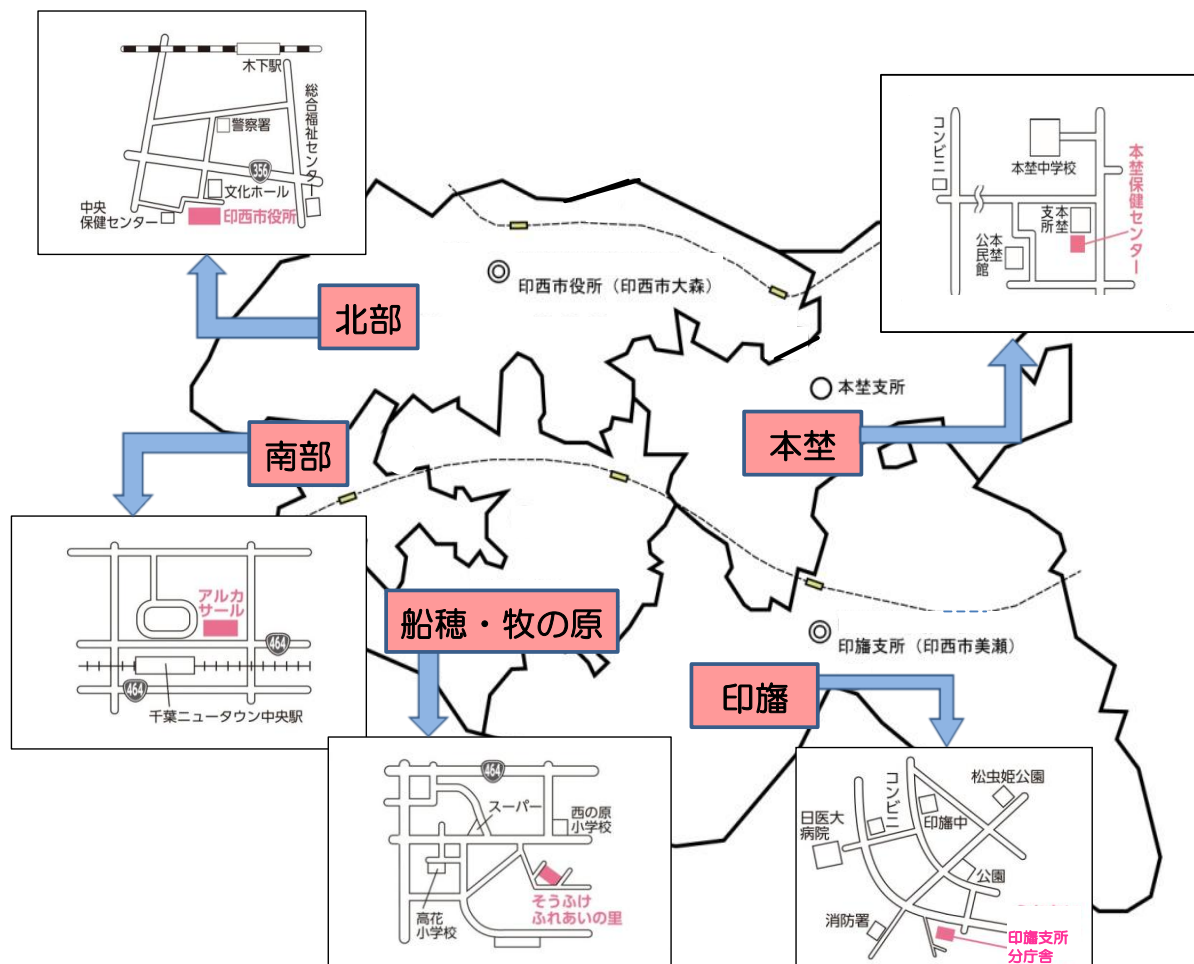 木下駅
総合福祉センター
警察署
356
文化ホール
中央
保健センター
印西市役所
北部
印西市役所（印西市大森）
コンビニ
本埜中学校
本埜保健センター
本埜
支所
本埜
公民館
本埜支所
本埜
南部
アルカ
サール
464
464
千葉ニュータウン中央駅
船穂・牧の原
464
スーパー
西の原
小学校
高花
小学校
そうふけ
ふれあいの里
印旛支所（印西市美瀬）
印旛
松虫姫公園
コンビニ
印旛中
日医大
病院
公園
消防署
印旛支所
分庁舎